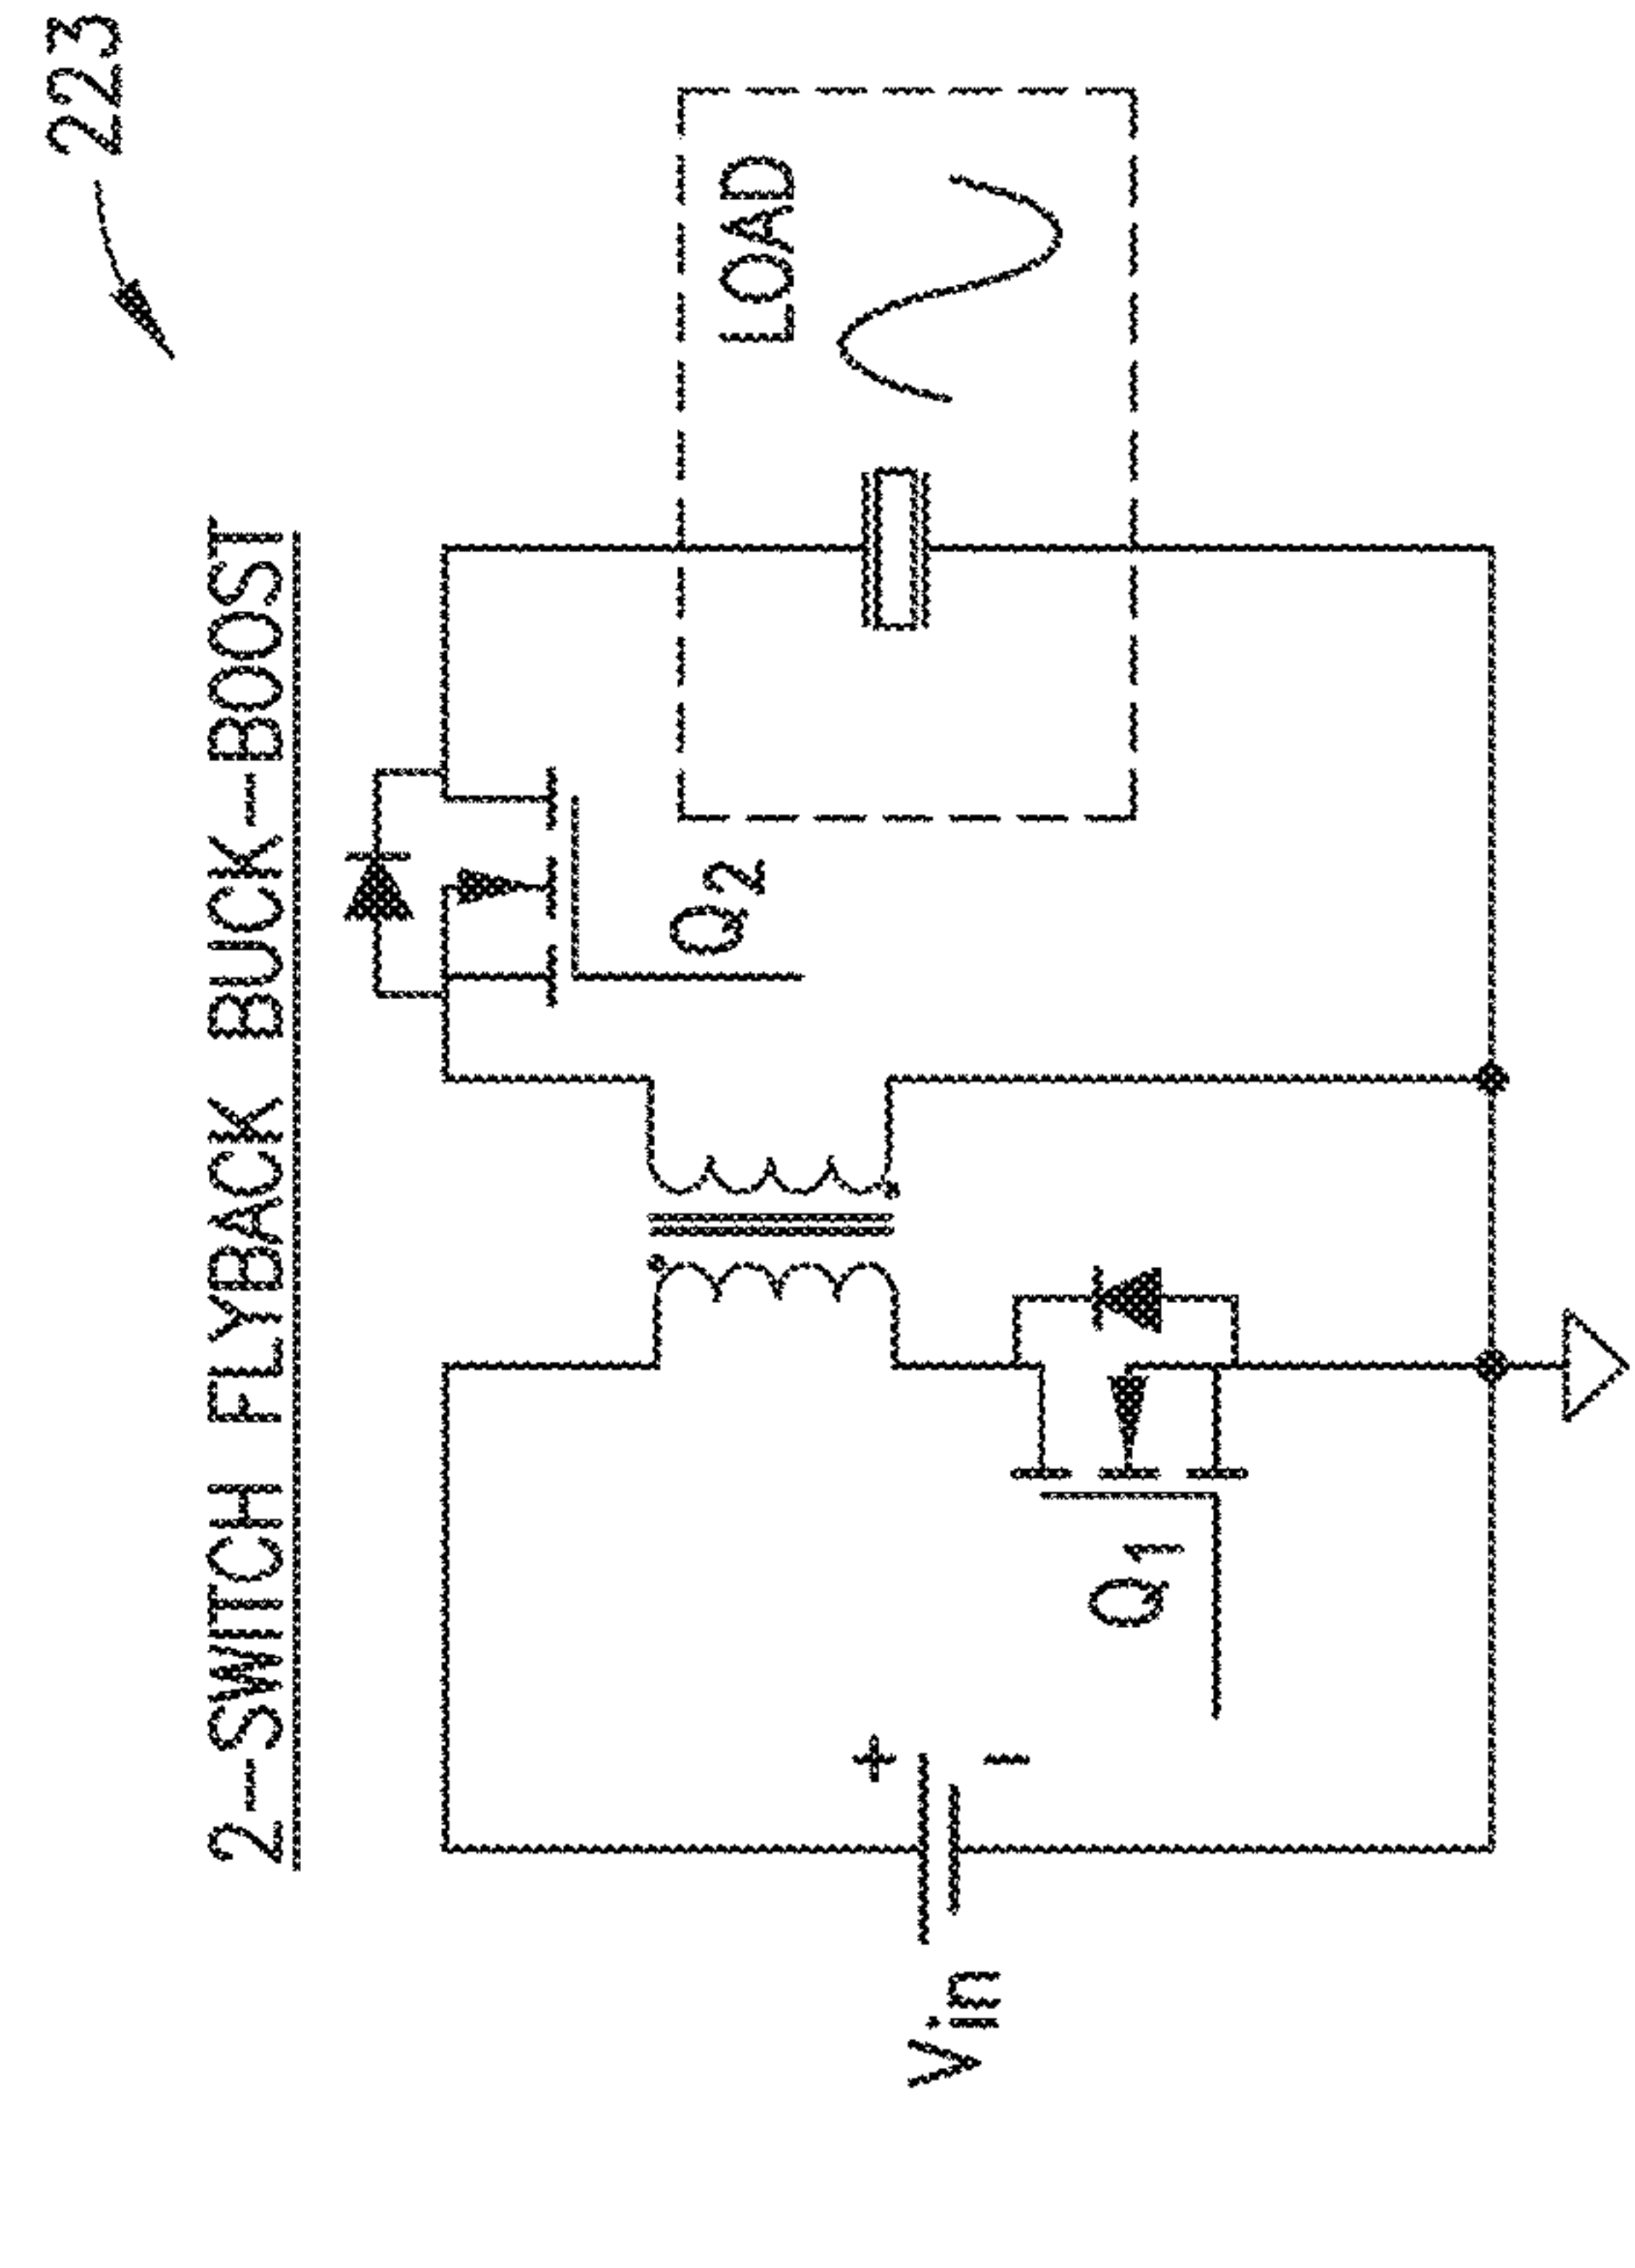 223
2-SWITCH FLYBACK BUCK-BOOST
LOAD
Q2
Q1
+
-
Vin